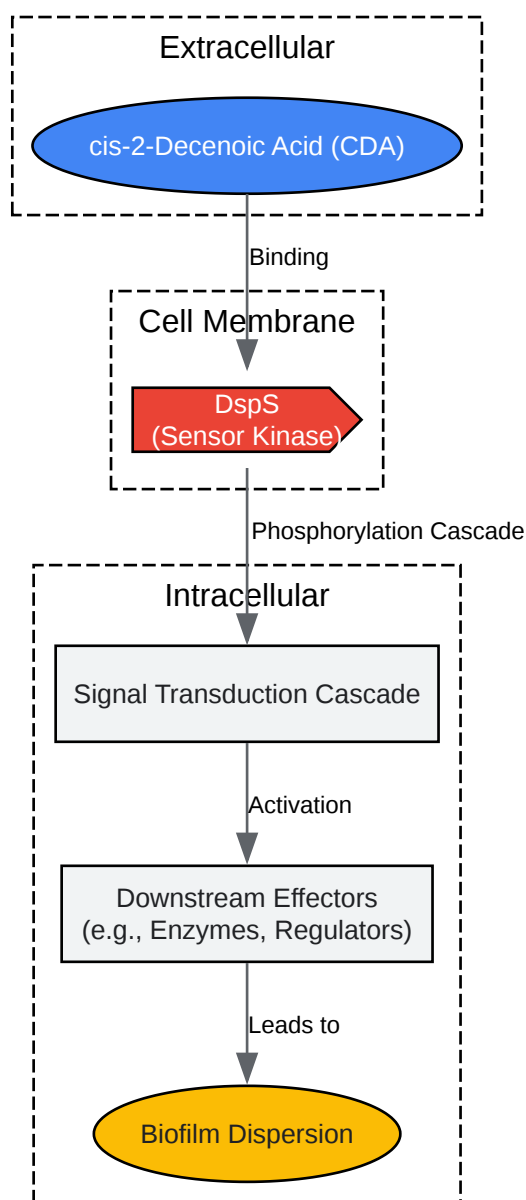 Extracellular
cis-2-Decenoic Acid (CDA)
Binding
Cell Membrane
DspS
(Sensor Kinase)
Phosphorylation Cascade
Intracellular
Signal Transduction Cascade
Activation
Downstream Effectors
(e.g., Enzymes, Regulators)
Leads to
Biofilm Dispersion